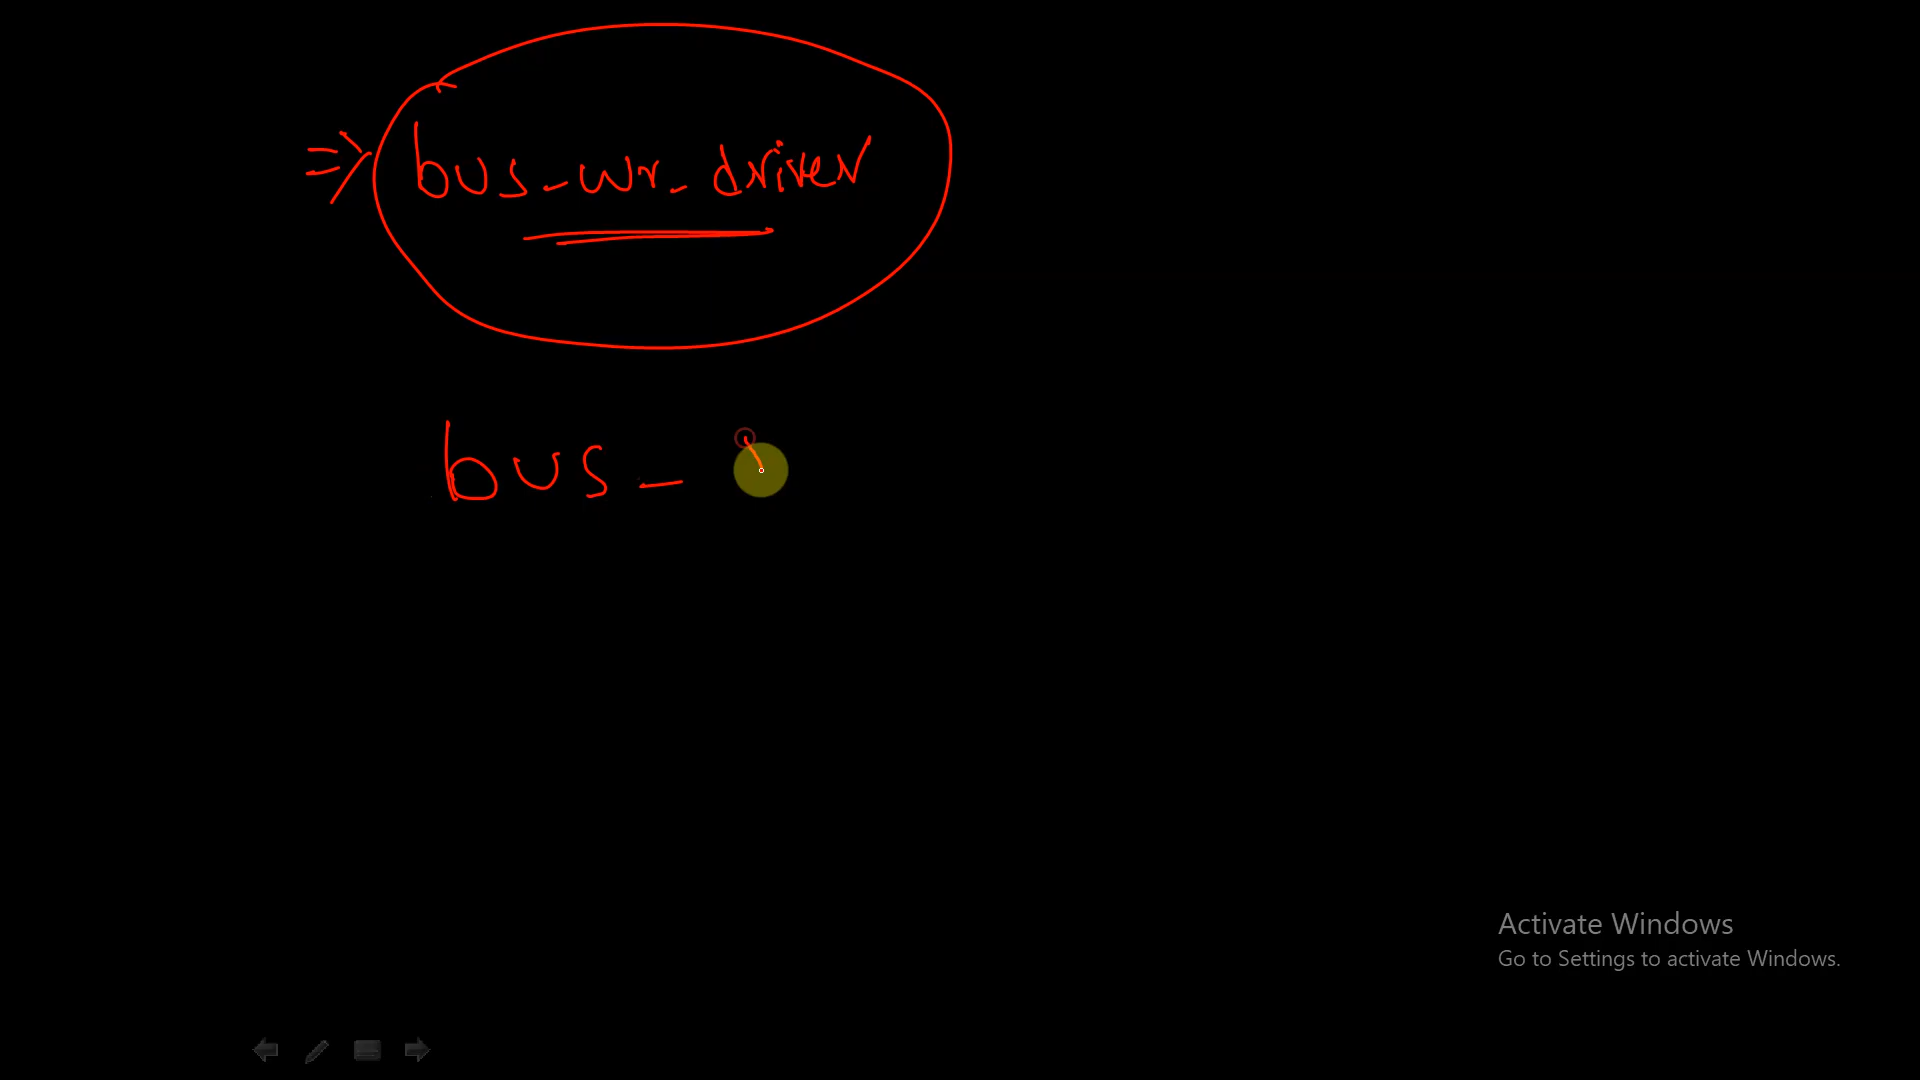 => bus_wr_driver
bus_
Activate Windows
Go to Settings to activate Windows.